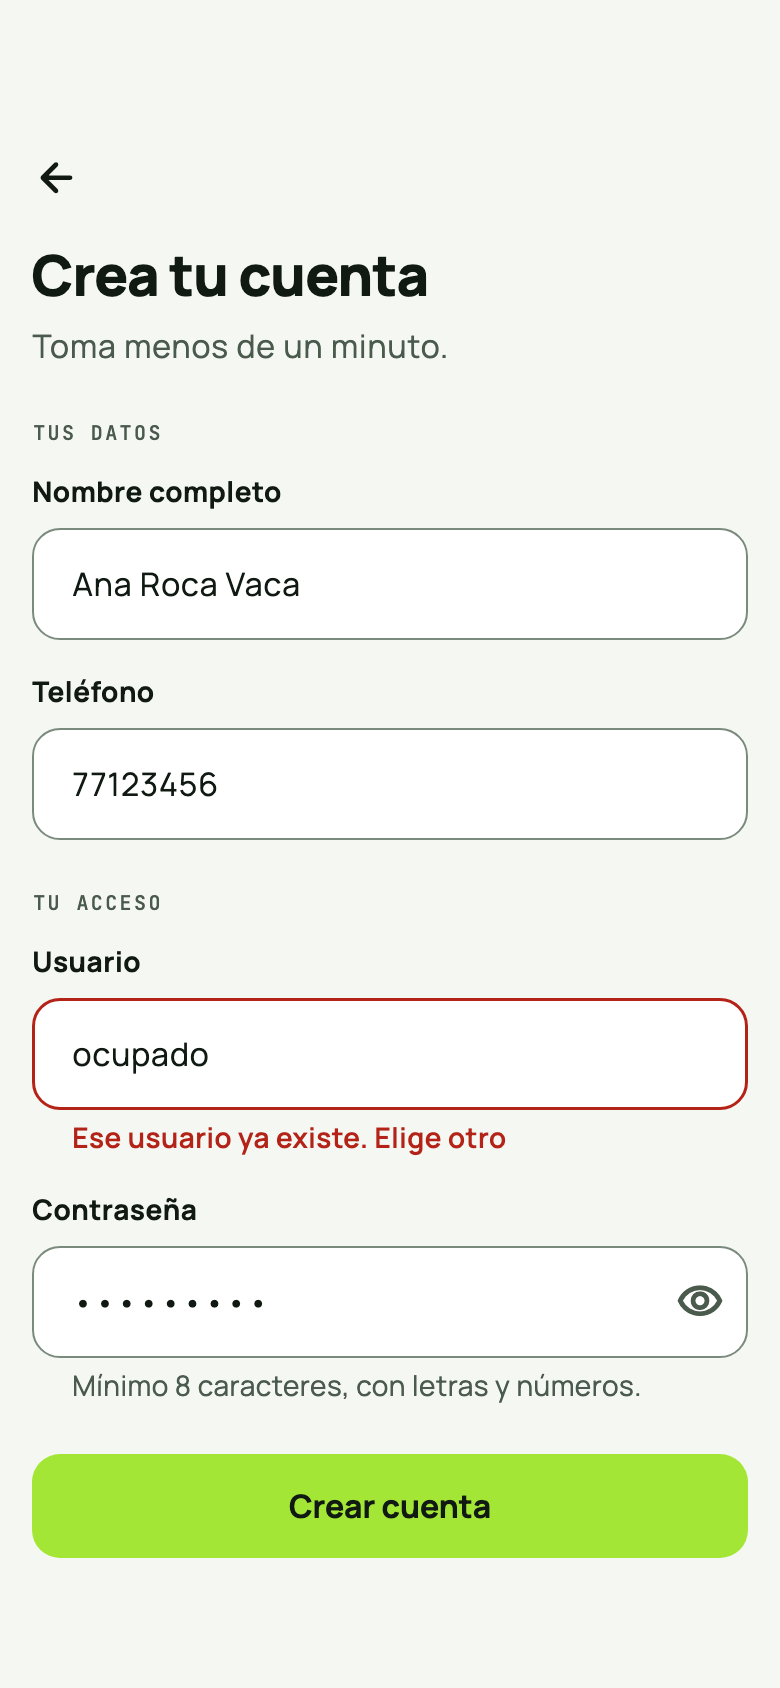 Crea tu cuenta
Toma menos de un minuto.
TUS DATOS
Nombre completo
Ana Roca Vaca
Teléfono
77123456
TU ACCESO
Usuario
ocupado
Ese usuario ya existe. Elige otro
Contraseña
•••••••••
Mínimo 8 caracteres, con letras y números.
Crear cuenta